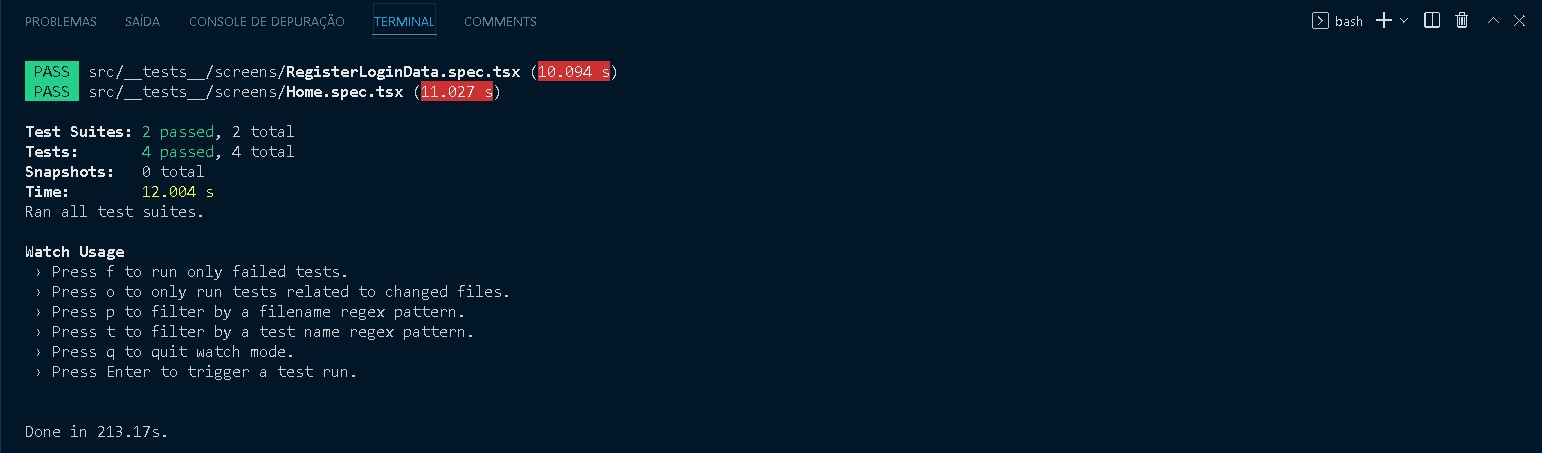 PROBLEMAS SAÍDA CONSOLE DE DEPURAÇÃO TERMINAL COMMENTS bash
PASS src/__tests__/screens/RegisterLoginData.spec.tsx (10.094 s)
PASS src/__tests__/screens/Home.spec.tsx (11.027 s)
Test Suites: 2 passed, 2 total
Tests: 4 passed, 4 total
Snapshots: 0 total
Time: 12.004 s
Ran all test suites.
Watch Usage
› Press f to run only failed tests.
› Press o to only run tests related to changed files.
› Press p to filter by a filename regex pattern.
› Press t to filter by a test name regex pattern.
› Press q to quit watch mode.
› Press Enter to trigger a test run.
Done in 213.17s.